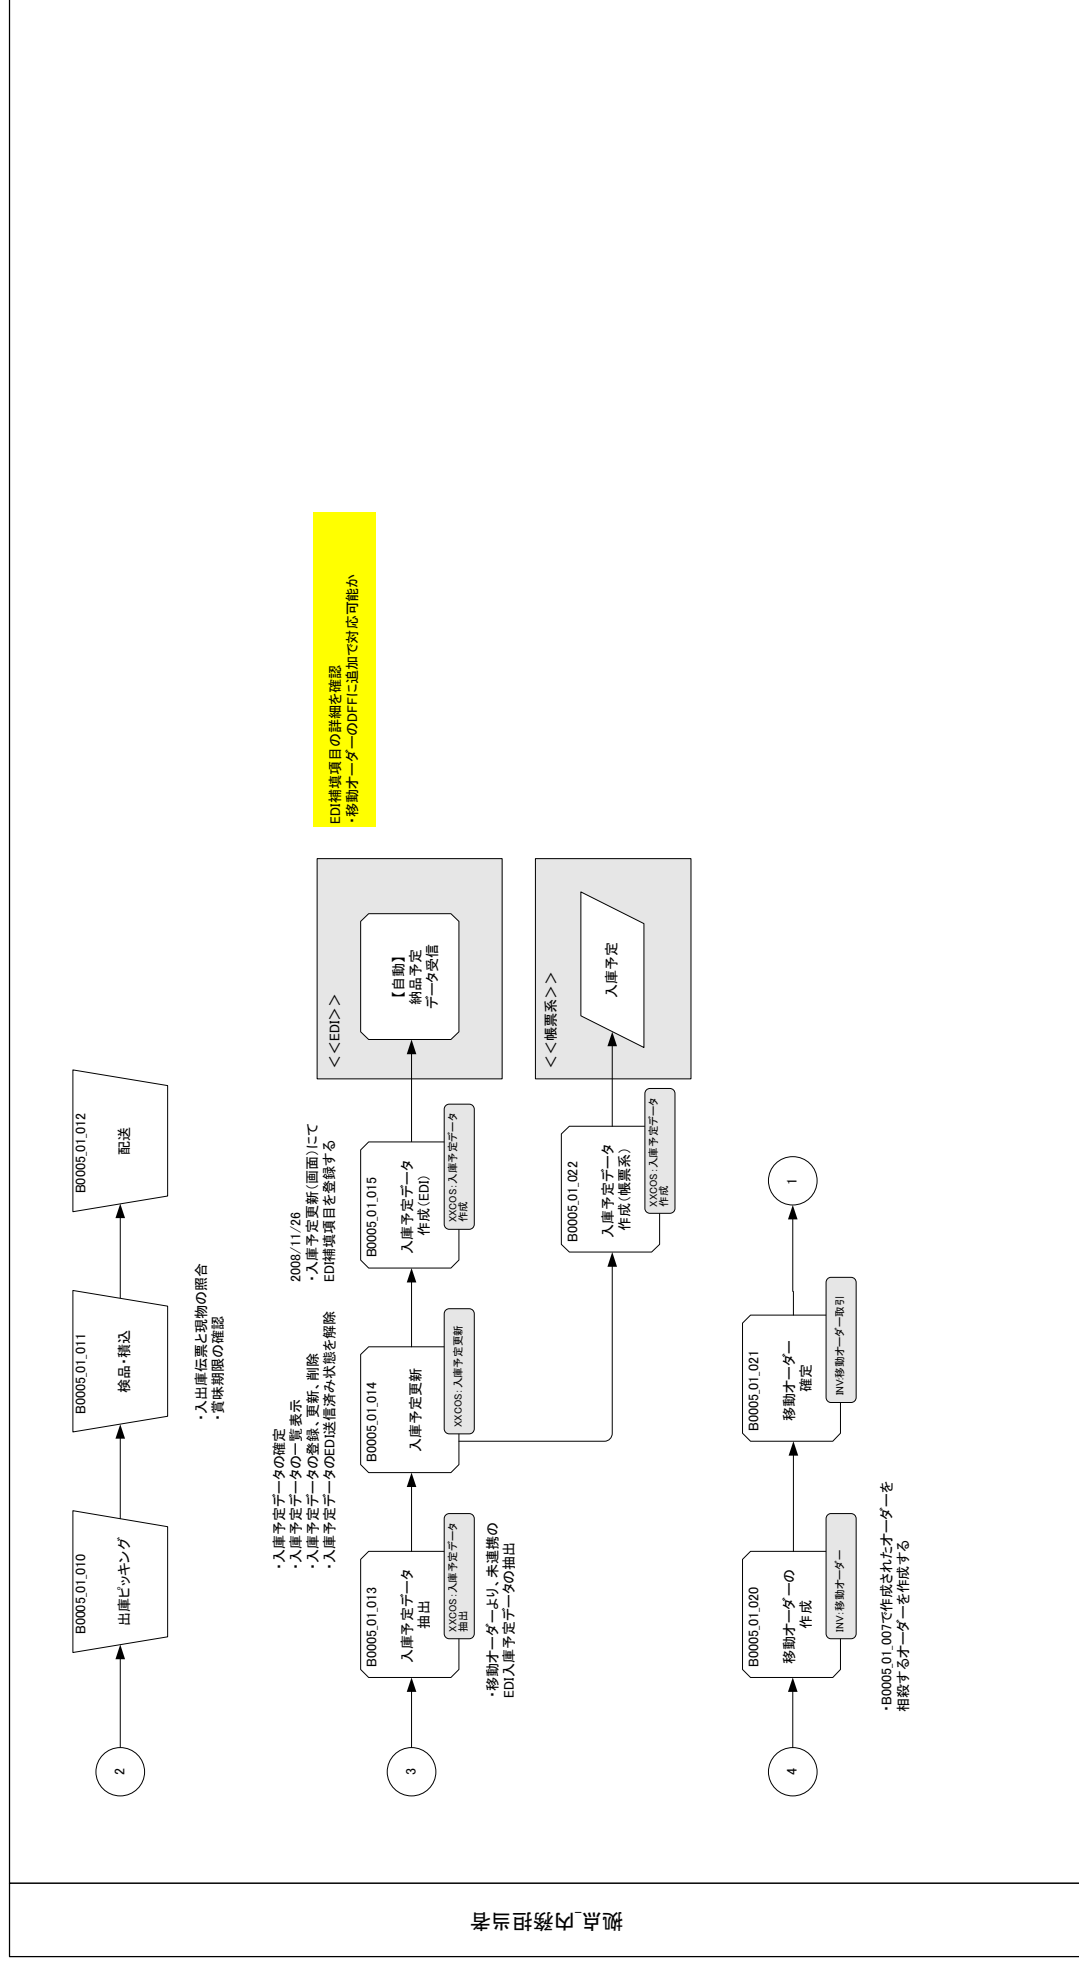 拠点_内務担当者
2
B0005_01_010
出庫ピッキング
B0005_01_011
検品・積込
B0005_01_012
配送
・入出庫伝票と現物の照合
・賞味期限の確認
・入庫予定データの確定
・入庫予定データの一覧表示
・入庫予定データの登録、更新、削除
・入庫予定データのEDI送信済み状態を解除
2008/11/26
・入庫予定更新（画面）にて
EDI補填項目を登録する
EDI補填項目の詳細を確認
・移動オーダーのDFFに追加で対応可能か
3
B0005_01_013
入庫予定データ
抽出
XXCOS:入庫予定データ
抽出
・移動オーダーより、未連携の
EDI入庫予定データの抽出
B0005_01_014
入庫予定更新
XXCOS:入庫予定更新
B0005_01_015
入庫予定データ
作成（EDI）
XXCOS:入庫予定データ
作成
＜＜EDI＞＞
【自動】
納品予定
データ受信
B0005_01_022
入庫予定データ
作成（帳票系）
XXCOS:入庫予定データ
作成
＜＜帳票系＞＞
入庫予定
4
B0005_01_020
移動オーダーの
作成
INV:移動オーダー
・B0005_01_007で作成されたオーダーを
相殺するオーダーを作成する
B0005_01_021
移動オーダー
確定
INV:移動オーダー取引
1